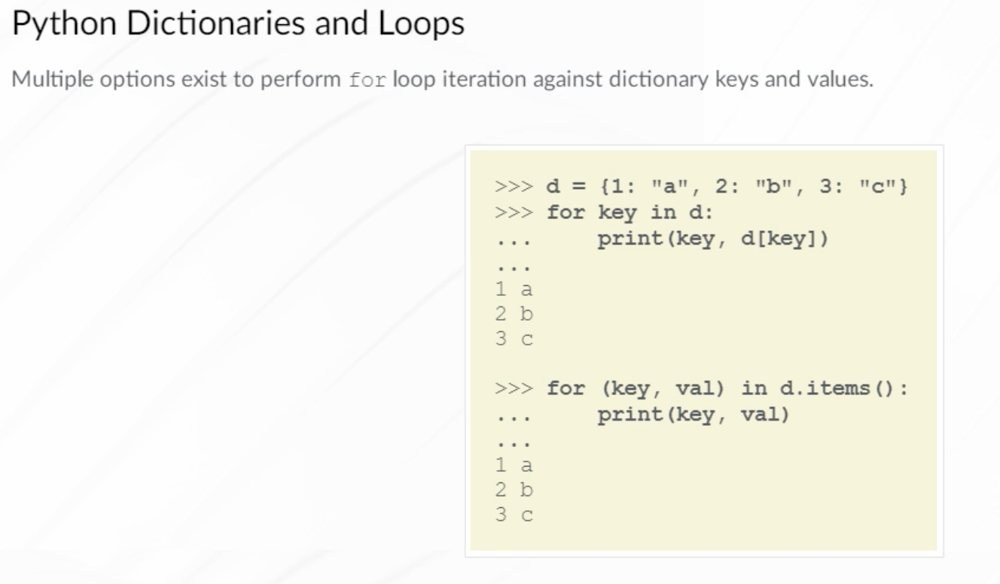 Python Dictionaries and Loops
Multiple options exist to perform for loop iteration against dictionary keys and values.
>>> d = {1: "a", 2: "b", 3: "c"}
>>> for key in d:
...     print(key, d[key])
...
1 a
2 b
3 c
>>> for (key, val) in d.items():
...     print(key, val)
...
1 a
2 b
3 c